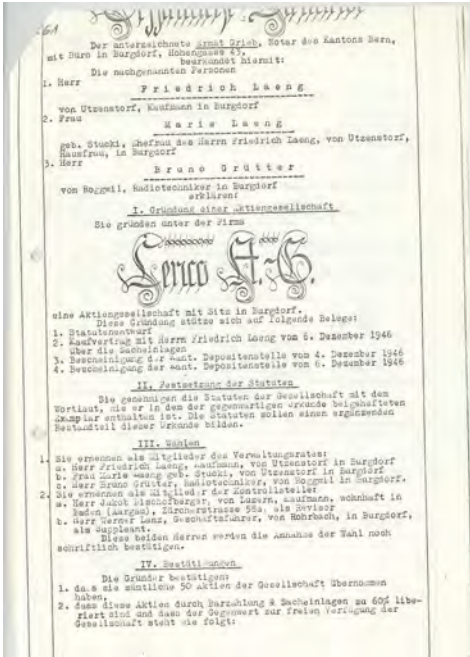 Der unterzeichnete Ernst Grieb, Notar des Kantons Bern,
mit Büro in Burgdorf, Hohengasse 43,
beurkundet hiermit:
Die nachgenannten Personen
1. Herr
Friedrich Laeng
von Utzenstorf, Kaufmann in Burgdorf
2. Frau
Marie Laeng
geb. Stucki, Ehefrau des Herrn Friedrich Laeng, von Utzenstorf,
Hausfrau, in Burgdorf
3. Herr
Bruno Grütter
von Roggwil, Radiotechniker in Burgdorf
erklären:
I. Gründung einer Aktiengesellschaft
Sie gründen unter der Firma
Lerico A.-G.
eine Aktiengesellschaft mit Sitz in Burgdorf.
Diese Gründung stütze sich auf folgende Belege:
1. Statutenentwurf
2. Kaufvertrag mit Herrn Friedrich Laeng vom 6. Dezember 1946
über die Sacheinlagen
3. Bescheinigung der kant. Depositenstelle vom 4. Dezember 1946
4. Bescheinigung der kant. Depositenstelle vom 6. Dezember 1946
II. Festsetzung der Statuten
Sie genehmigen die Statuten der Gesellschaft mit dem
Wortlaut, wie er in dem der gegenwärtigen Urkunde beigehefteten
Exemplar enthalten ist. Die Statuten sollen einen ergänzenden
Bestandteil dieser Urkunde bilden.
III. Wahlen
1. Sie ernennen als Mitglieder des Verwaltungsrates:
a. Herr Friedrich Laeng, Kaufmann, von Utzenstorf in Burgdorf
b. Frau Marie Laeng geb. Stucki, von Utzenstorf in Burgdorf
c. Herr Bruno Grütter, Radiotechniker, von Roggwil in Burgdorf.
2. Sie ernennen als Mitglieder der Kontrollstelle:
a. Herr Jakob Bischofberger, von Luzern, Kaufmann, wohnhaft in
Baden (Aargau), Zürcherstrasse 58a, als Revisor
b. Herr Werner Lanz, Geschäftsführer, von Rohrbach, in Burgdorf,
als Suppleant.
Diese beiden Herren werden die Annahme der Wahl noch
schriftlich bestätigen.
IV. Bestätigungen
Die Gründer bestätigen:
1. dass sie sämtliche 50 Aktien der Gesellschaft übernommen
haben,
2. dass diese Aktien durch Barzahlung & Sacheinlagen zu 60% libe-
riert sind und dass der Gegenwert zur freien Verfügung der
Gesellschaft steht wie folgt: